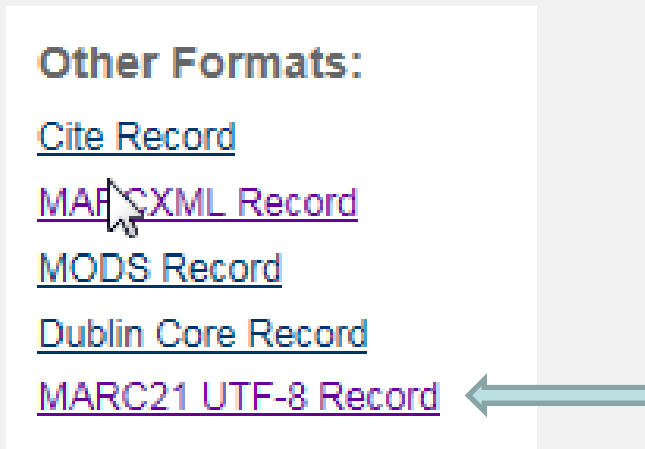 Other Formats:
Cite Record
MARCXML Record
MODS Record
Dublin Core Record
MARC21 UTF-8 Record